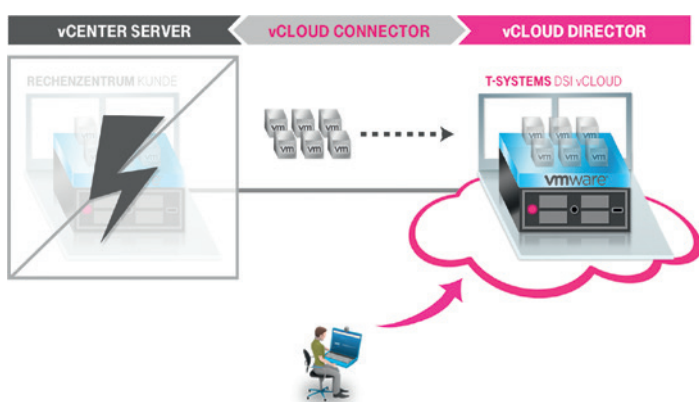 vCENTER SERVER
vCLOUD CONNECTOR
vCLOUD DIRECTOR
RECHENZENTRUM KUNDE
T-SYSTEMS DSI vCLOUD
vm vm vm
vm vm vm
vm vm vm
vm vm vm
vmware